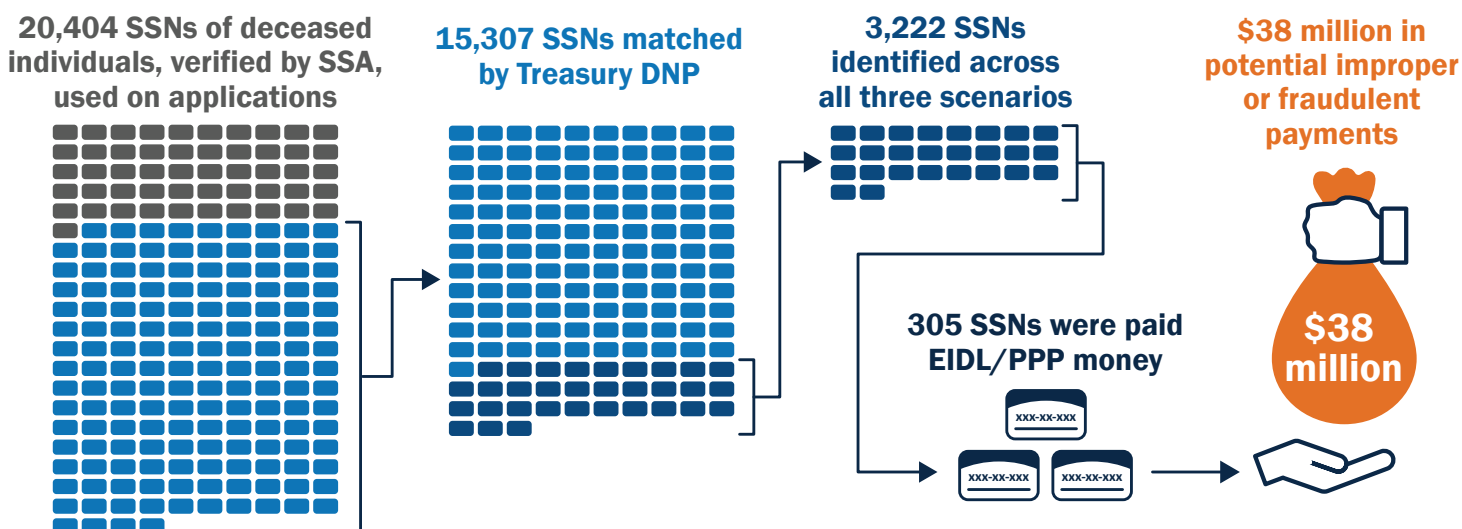 20,404 SSNs of deceased
individuals, verified by SSA,
used on applications
15,307 SSNs matched
by Treasury DNP
3,222 SSNs
identified across
all three scenarios
$38 million in
potential improper
or fraudulent
payments
305 SSNs were paid
EIDL/PPP money
xxx-xx-xxx
xxx-xx-xxx
xxx-xx-xxx
$38
million